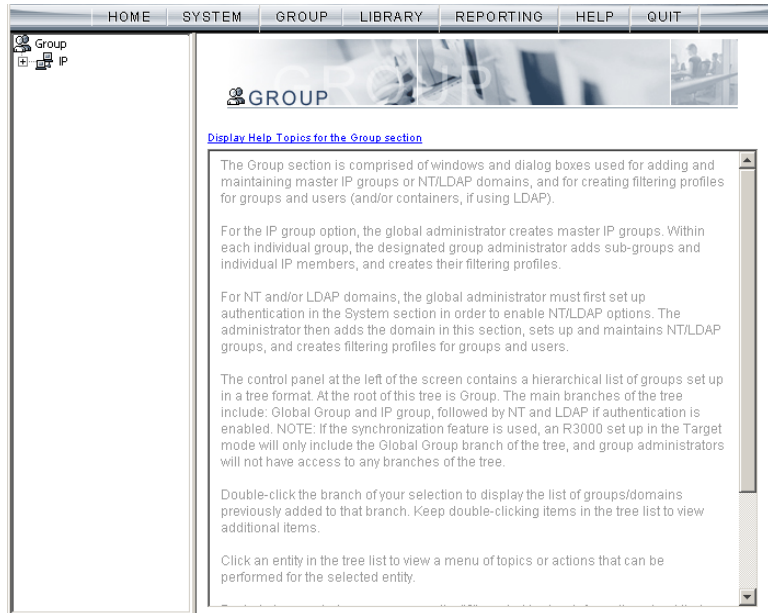 HOME SYSTEM GROUP LIBRARY REPORTING HELP QUIT
Group
IP
GROUP
GROUP
Display Help Topics for the Group section
The Group section is comprised of windows and dialog boxes used for adding and
maintaining master IP groups or NT/LDAP domains, and for creating filtering profiles
for groups and users (and/or containers, if using LDAP).
For the IP group option, the global administrator creates master IP groups. Within
each individual group, the designated group administrator adds sub-groups and
individual IP members, and creates their filtering profiles.
For NT and/or LDAP domains, the global administrator must first set up
authentication in the System section in order to enable NT/LDAP options. The
administrator then adds the domain in this section, sets up and maintains NT/LDAP
groups, and creates filtering profiles for groups and users.
The control panel at the left of the screen contains a hierarchical list of groups set up
in a tree format. At the root of this tree is Group. The main branches of the tree
include: Global Group and IP group, followed by NT and LDAP if authentication is
enabled. NOTE: If the synchronization feature is used, an R3000 set up in the Target
mode will only include the Global Group branch of the tree, and group administrators
will not have access to any branches of the tree.
Double-click the branch of your selection to display the list of groups/domains
previously added to that branch. Keep double-clicking items in the tree list to view
additional items.
Click an entity in the tree list to view a menu of topics or actions that can be
performed for the selected entity.